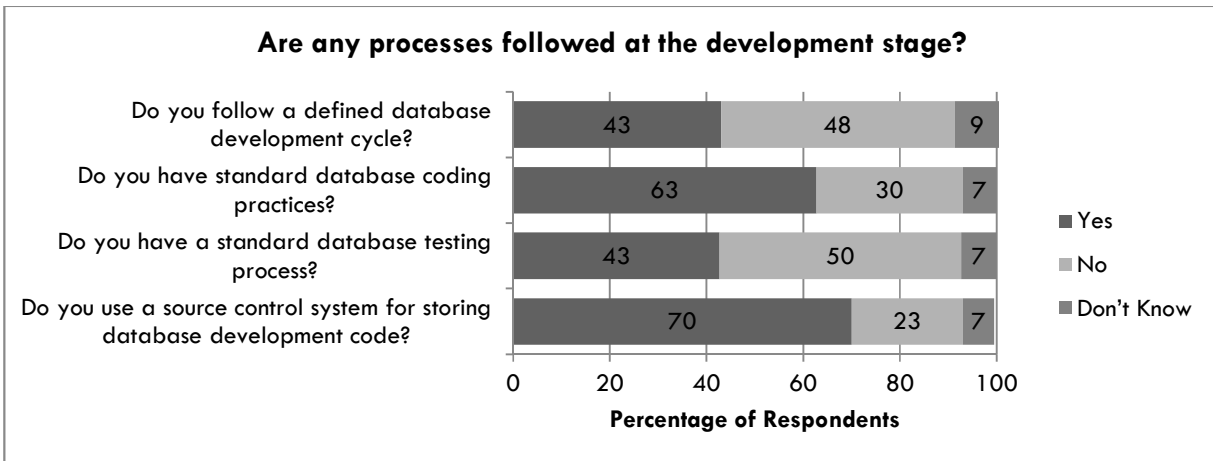 Are any processes followed at the development stage?
Do you follow a defined database
development cycle?
43 48 9
Do you have standard database coding
practices?
63 30 7
Do you have a standard database testing
process?
43 50 7
Do you use a source control system for storing
database development code?
70 23 7
0 20 40 60 80 100
Percentage of Respondents
Yes
No
Don't Know